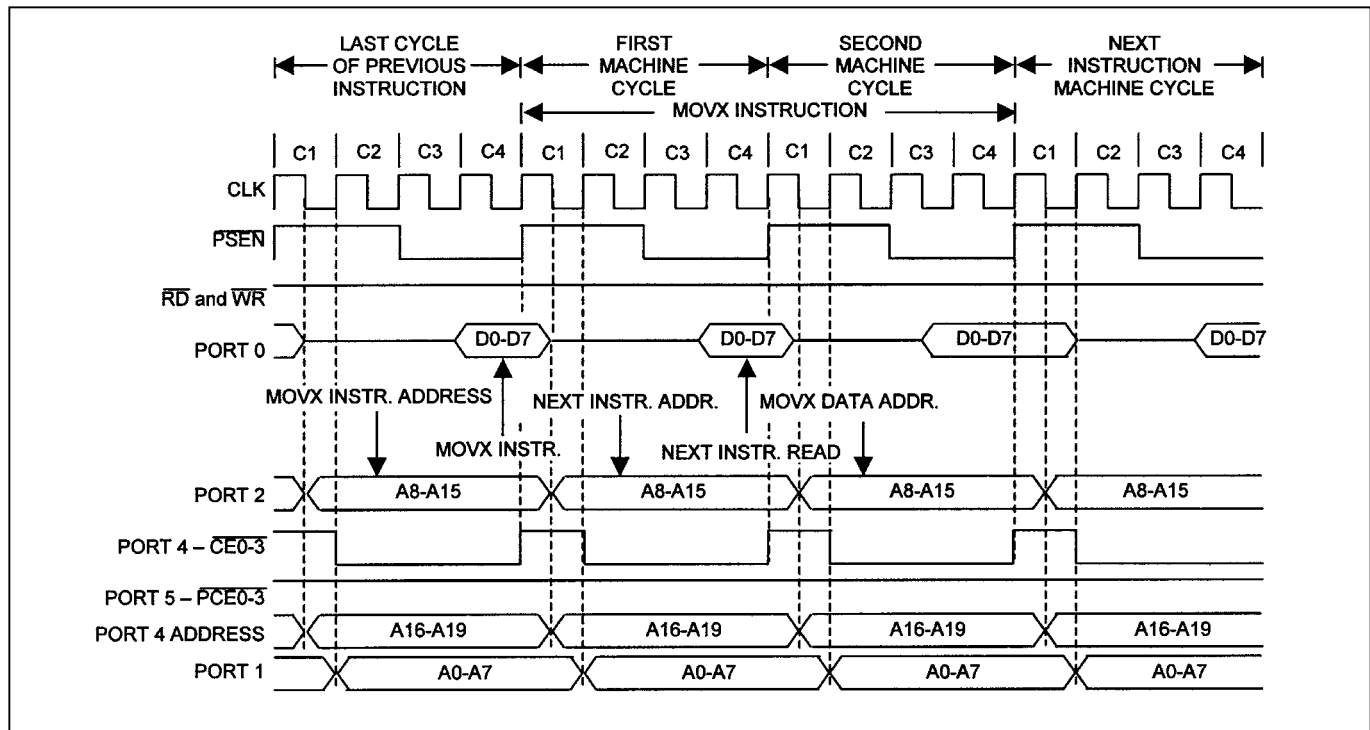 LAST CYCLE
OF PREVIOUS
INSTRUCTION
FIRST
MACHINE
CYCLE
SECOND
MACHINE
CYCLE
NEXT
INSTRUCTION
MACHINE CYCLE
MOVX INSTRUCTION
C1 C2 C3 C4 C1 C2 C3 C4 C1 C2 C3 C4 C1 C2 C3 C4
CLK
PSEN
RD and WR
PORT 0 D0-D7 D0-D7 D0-D7 D0-D7
MOVX INSTR. ADDRESS NEXT INSTR. ADDR. MOVX DATA ADDR.
MOVX INSTR. NEXT INSTR. READ
PORT 2 A8-A15 A8-A15 A8-A15 A8-A15
PORT 4 – CE0-3
PORT 5 – PCE0-3
PORT 4 ADDRESS A16-A19 A16-A19 A16-A19 A16-A19
PORT 1 A0-A7 A0-A7 A0-A7 A0-A7